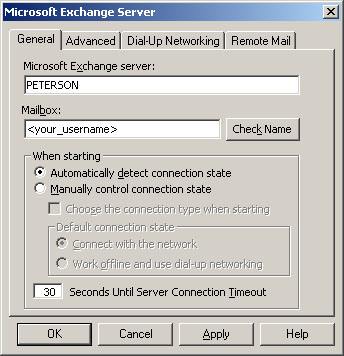 Microsoft Exchange Server
General
Advanced
Dial-Up Networking
Remote Mail
Microsoft Exchange server:
PETERSON
Mailbox:
<your_username>
Check Name
When starting
Automatically detect connection state
Manually control connection state
Choose the connection type when starting
Default connection state
Connect with the network
Work offline and use dial-up networking
30 Seconds Until Server Connection Timeout
OK Cancel Apply Help